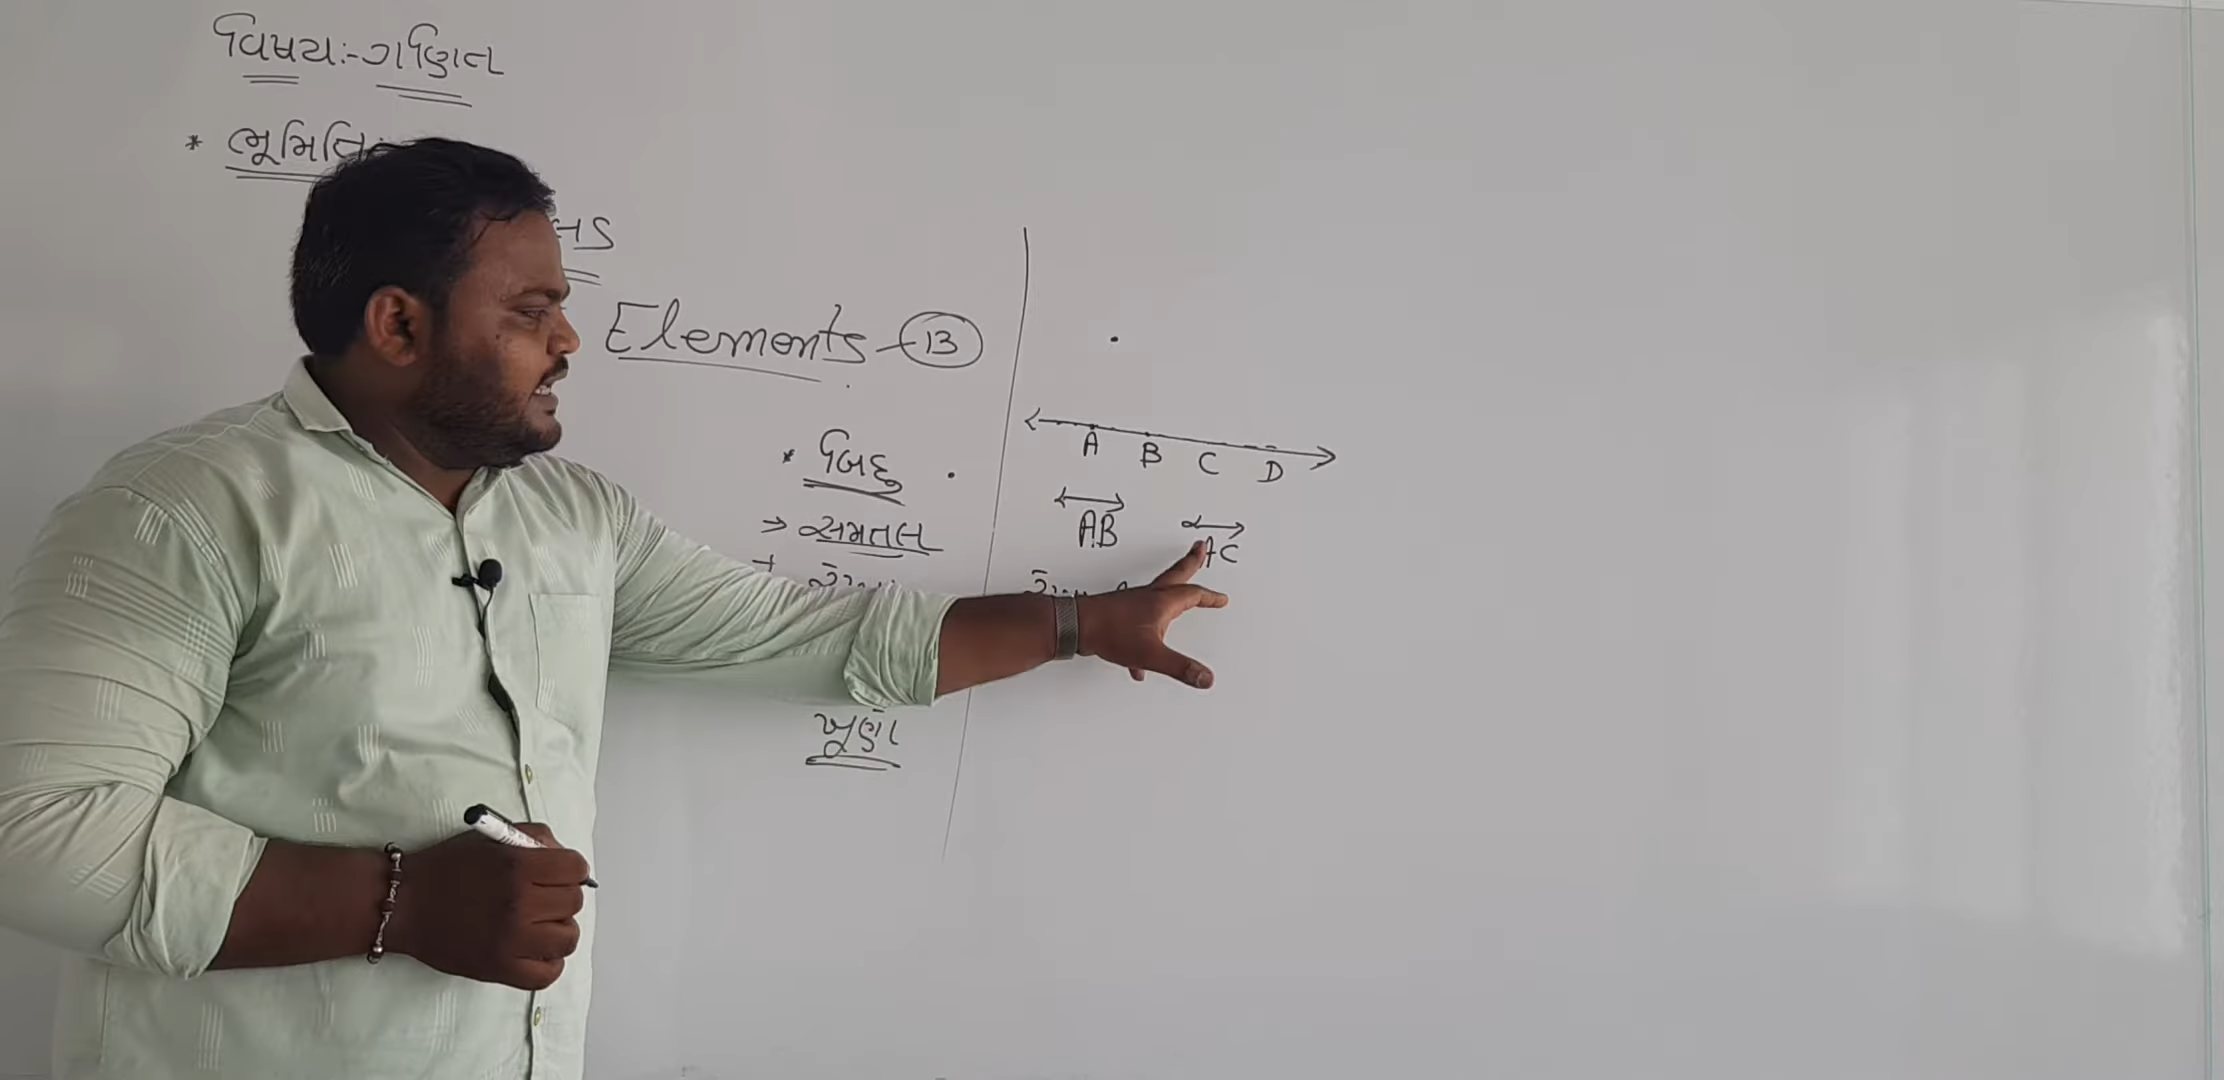 વિષય:- ગણિત
* ભૂમિતિ
Elements - 13
* બિંદુ .
→ સમતલ
ખૂણો
A B C D
AB AC